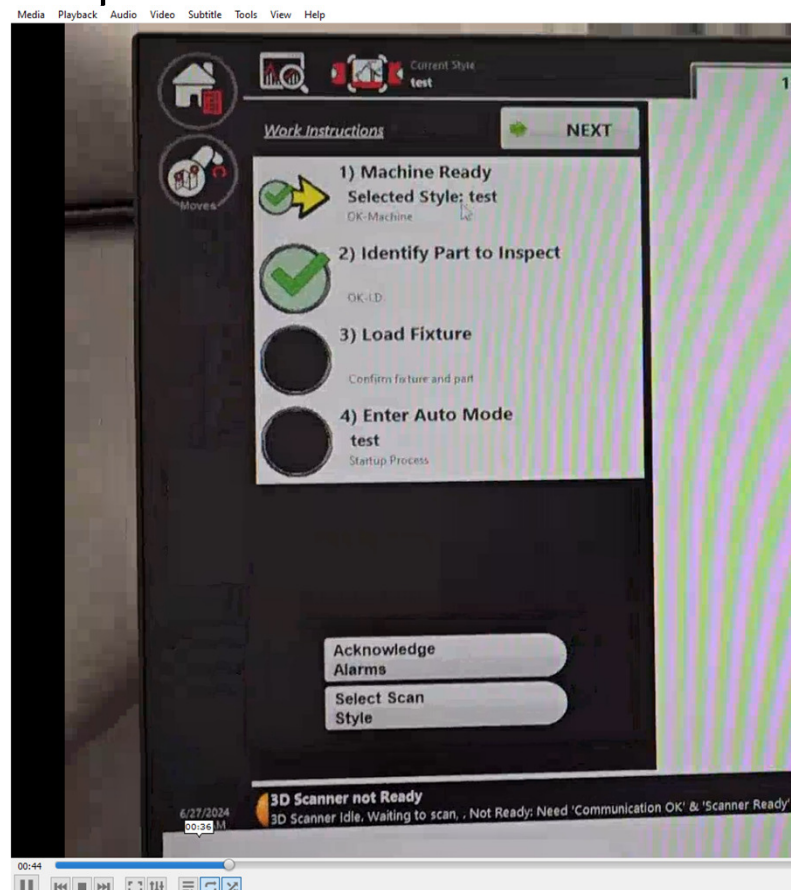 Media Playback Audio Video Subtitle Tools View Help
Current Style
test
1
Work Instructions
NEXT
1) Machine Ready
Selected Style: test
OK-Machine
Moves
2) Identify Part to Inspect
OK-I.D.
3) Load Fixture
Confirm fixture and part
4) Enter Auto Mode
test
Startup Process
Acknowledge
Alarms
Select Scan
Style
3D Scanner not Ready
3D Scanner Idle, Waiting to scan, , Not Ready: Need 'Communication OK' & 'Scanner Ready'
6/27/2024
00:36
00:44